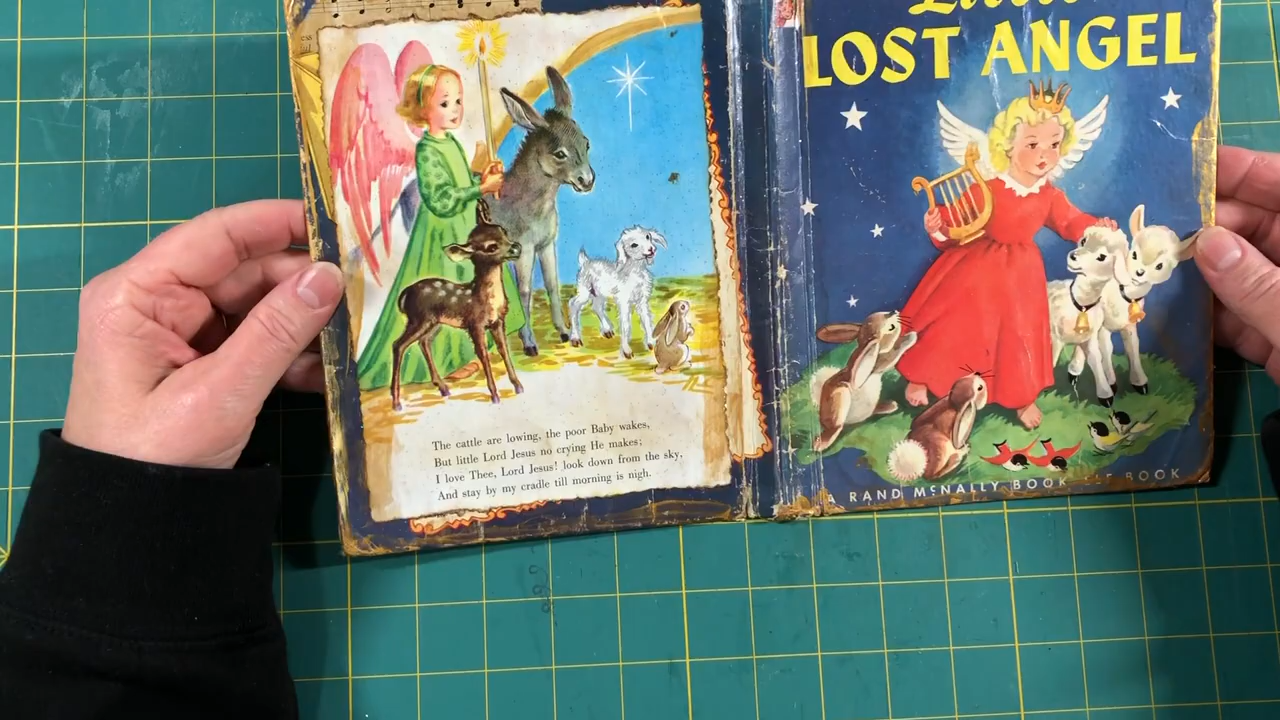 The cattle are lowing, the poor Baby wakes,
But little Lord Jesus no crying He makes;
I love Thee, Lord Jesus! look down from the sky,
And stay by my cradle till morning is nigh.
Little
LOST ANGEL
A RAND McNALLY BOOK BOOK